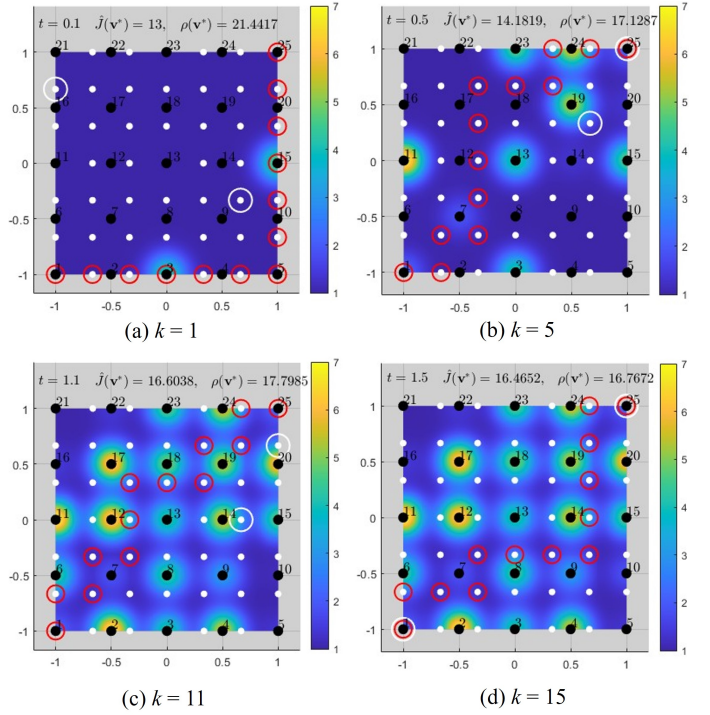 t = 0.1 Ĵ(v*) = 13, ρ(v*) = 21.4417
21 22 23 24 25
16 17 18 19 20
11 12 13 14 15
6 7 8 9 10
1 2 3 4 5
1
0.5
0
-0.5
-1
-1 -0.5 0 0.5 1
7
6
5
4
3
2
1
(a) k = 1
t = 0.5 Ĵ(v*) = 14.1819, ρ(v*) = 17.1287
21 22 23 24 25
16 17 18 19 20
11 12 13 14 15
6 7 8 9 10
1 2 3 4 5
1
0.5
0
-0.5
-1
-1 -0.5 0 0.5 1
7
6
5
4
3
2
1
(b) k = 5
t = 1.1 Ĵ(v*) = 16.6038, ρ(v*) = 17.7985
21 22 23 24 25
16 17 18 19 20
11 12 13 14 15
6 7 8 9 10
1 2 3 4 5
1
0.5
0
-0.5
-1
-1 -0.5 0 0.5 1
7
6
5
4
3
2
1
(c) k = 11
t = 1.5 Ĵ(v*) = 16.4652, ρ(v*) = 16.7672
21 22 23 24 25
16 17 18 19 20
11 12 13 14 15
6 7 8 9 10
1 2 3 4 5
1
0.5
0
-0.5
-1
-1 -0.5 0 0.5 1
7
6
5
4
3
2
1
(d) k = 15